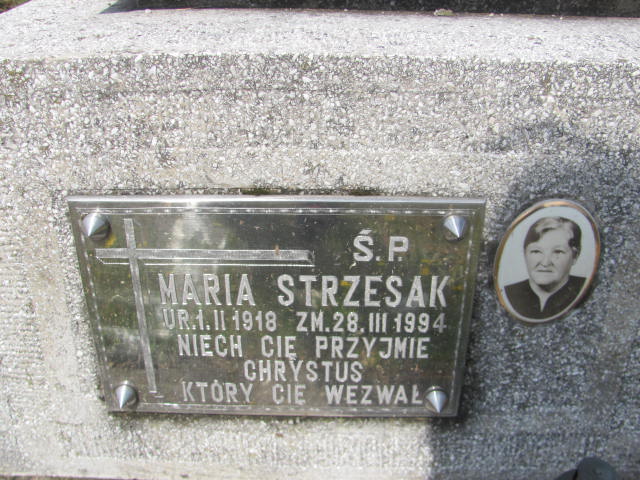 Ś.P.
MARIA STRZESAK
UR.1.II 1918 ZM.28.III 1994
NIECH CIĘ PRZYJMIE
CHRYSTUS
KTÓRY CIĘ WEZWAŁ